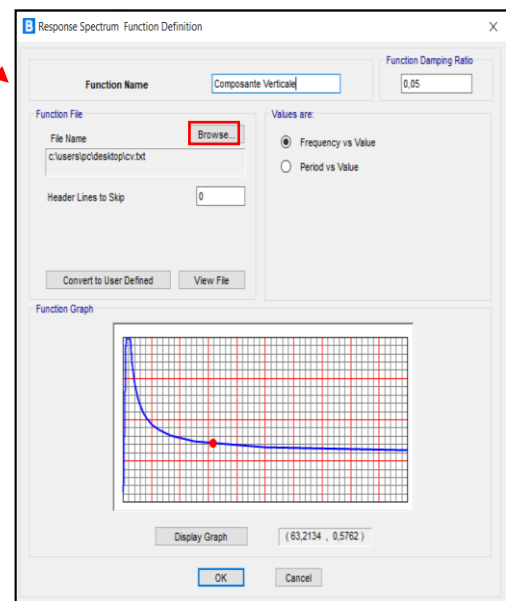 B Response Spectrum Function Definition X
Function Damping Ratio
Function Name Composante Verticale 0,05
Function File
Values are:
File Name Browse...
c:\users\pc\desktop\cv.txt
Frequency vs Value
Period vs Value
Header Lines to Skip 0
Convert to User Defined View File
Function Graph
Display Graph (63,2134 , 0,5762)
OK Cancel